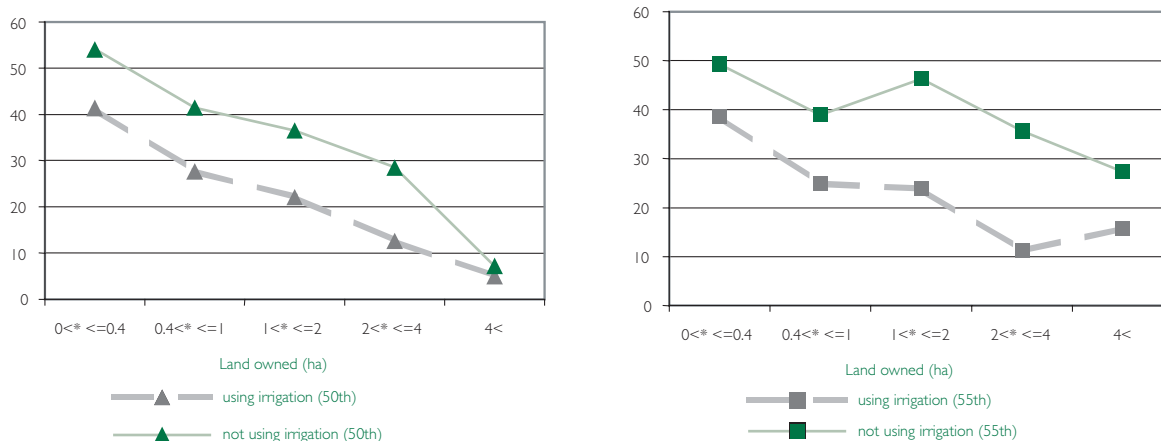 60
50
40
30
20
10
0
0<* <=0.4 0.4<* <=1 1<* <=2 2<* <=4 4<
Land owned (ha)
using irrigation (50th)
not using irrigation (50th)
60
50
40
30
20
10
0
0<* <=0.4 0.4<* <=1 1<* <=2 2<* <=4 4<
Land owned (ha)
using irrigation (55th)
not using irrigation (55th)